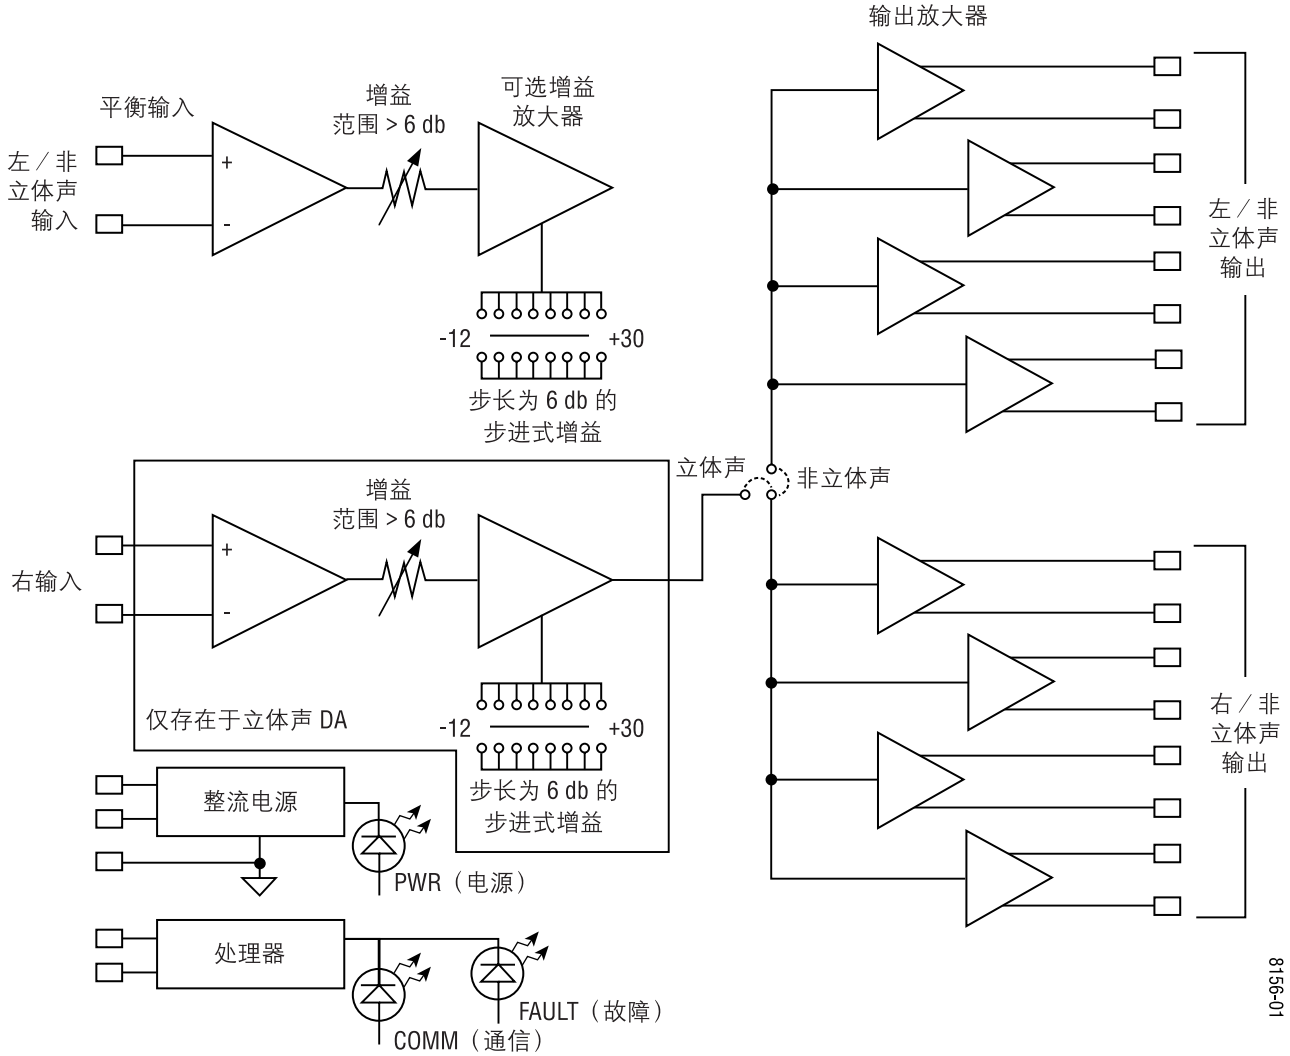 输出放大器
平衡输入
增益
范围 > 6 db
可选增益
放大器
左 / 非
立体声
输入
+
-
-12
+30
步长为 6 db 的
步进式增益
左 / 非
立体声
输出
立体声
非立体声
增益
范围 > 6 db
右输入
+
-
仅存在于立体声 DA
-12
+30
步长为 6 db 的
步进式增益
右 / 非
立体声
输出
整流电源
PWR（电源）
处理器
FAULT（故障）
COMM（通信）
8156-01